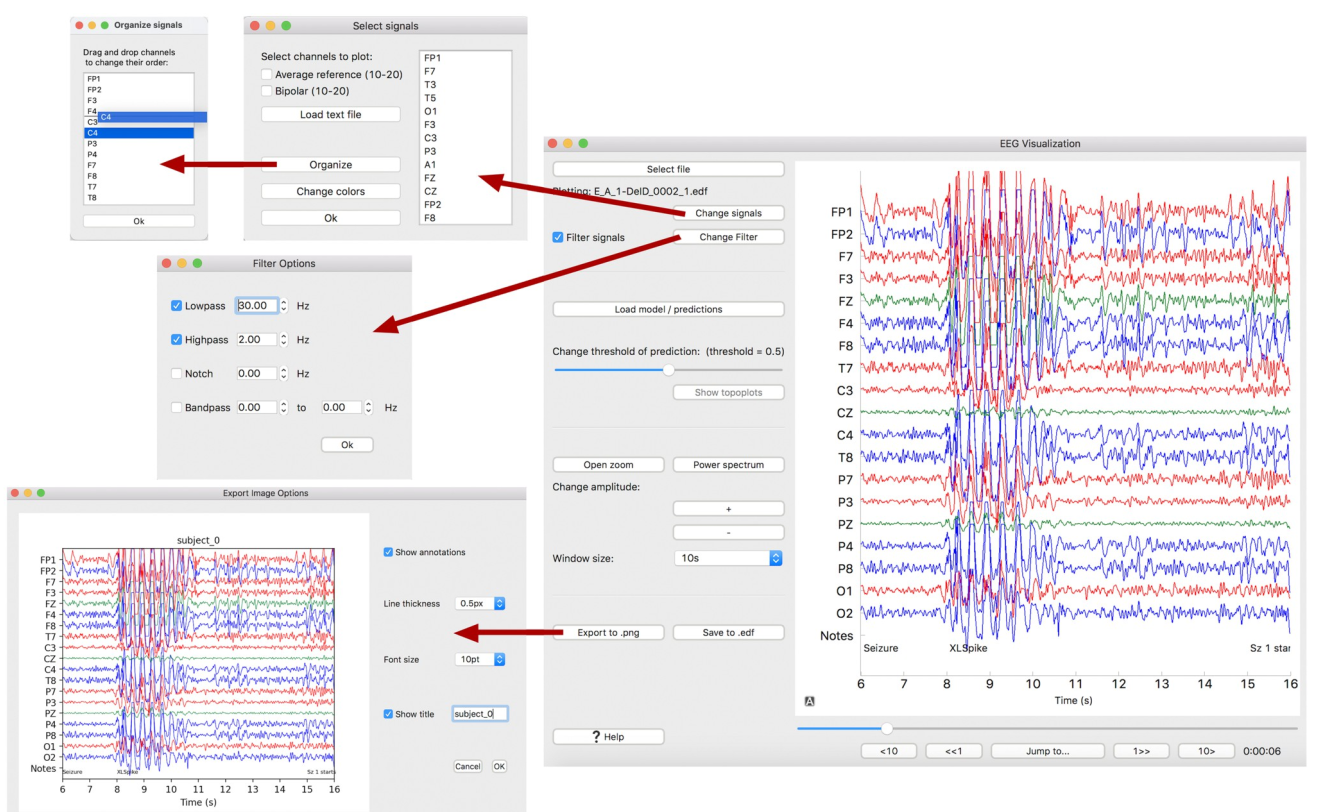 Organize signals
Drag and drop channels
to change their order:
FP1
FP2
F3
F4
C4
C3
C4
P3
P4
F7
F8
T7
T8
Ok
Select signals
Select channels to plot:
Average reference (10-20)
Bipolar (10-20)
Load text file
Organize
Change colors
Ok
FP1
F7
T3
T5
O1
F3
C3
P3
A1
FZ
CZ
FP2
F8
Filter Options
Lowpass 30.00 Hz
Highpass 2.00 Hz
Notch 0.00 Hz
Bandpass 0.00 to 0.00 Hz
Ok
Export Image Options
subject_0
FP1
FP2
F7
F3
FZ
F4
F8
T7
C3
CZ
C4
T8
P7
P3
PZ
P4
P8
O1
O2
Notes
Seizure XLSpike Sz 1 starts
6 7 8 9 10 11 12 13 14 15 16
Time (s)
Show annotations
Line thickness 0.5px
Font size 10pt
Show title subject_0
Cancel OK
EEG Visualization
Select file
Plotting: E_A_1-DeID_0002_1.edf
Change signals
Filter signals Change Filter
Load model / predictions
Change threshold of prediction: (threshold = 0.5)
Show topoplots
Open zoom Power spectrum
Change amplitude:
+
-
Window size: 10s
Export to .png Save to .edf
? Help
FP1
FP2
F7
F3
FZ
F4
F8
T7
C3
CZ
C4
T8
P7
P3
PZ
P4
P8
O1
O2
Notes
Seizure XLSpike Sz 1 star
6 7 8 9 10 11 12 13 14 15 16
Time (s)
A
<10 <<1 Jump to... 1>> 10> 0:00:06